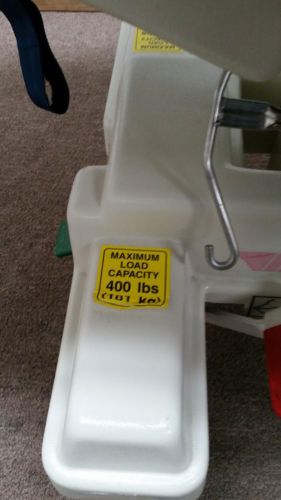 MAXIMUM
LOAD
CAPACITY
400 lbs
(181 kg)